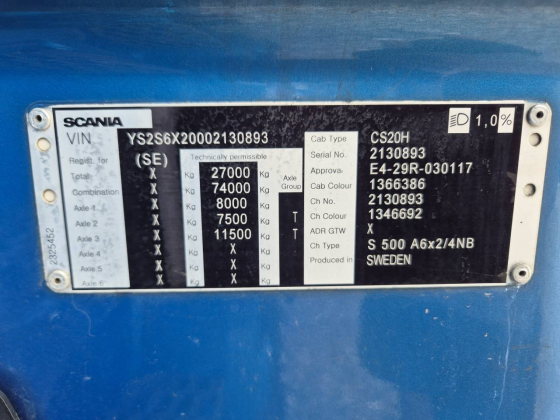 SCANIA 1,0%
VIN YS2S6X20002130893 Cab Type CS20H
Regist. for (SE) Technically permissible Serial No. 2130893
Total X Kg 27000 Kg Axle Group Approval E4-29R-030117
Combination X Kg 74000 Kg Cab Colour 1366386
Axle 1 X Kg 8000 Kg Ch No. 2130893
Axle 2 X Kg 7500 Kg T Ch Colour 1346692
Axle 3 X Kg 11500 Kg T ADR GTW X
Axle 4 X Kg X Kg Ch Type S 500 A6x2/4NB
Axle 5 X Kg X Kg Produced in SWEDEN
Axle 6 X Kg X Kg
2325452